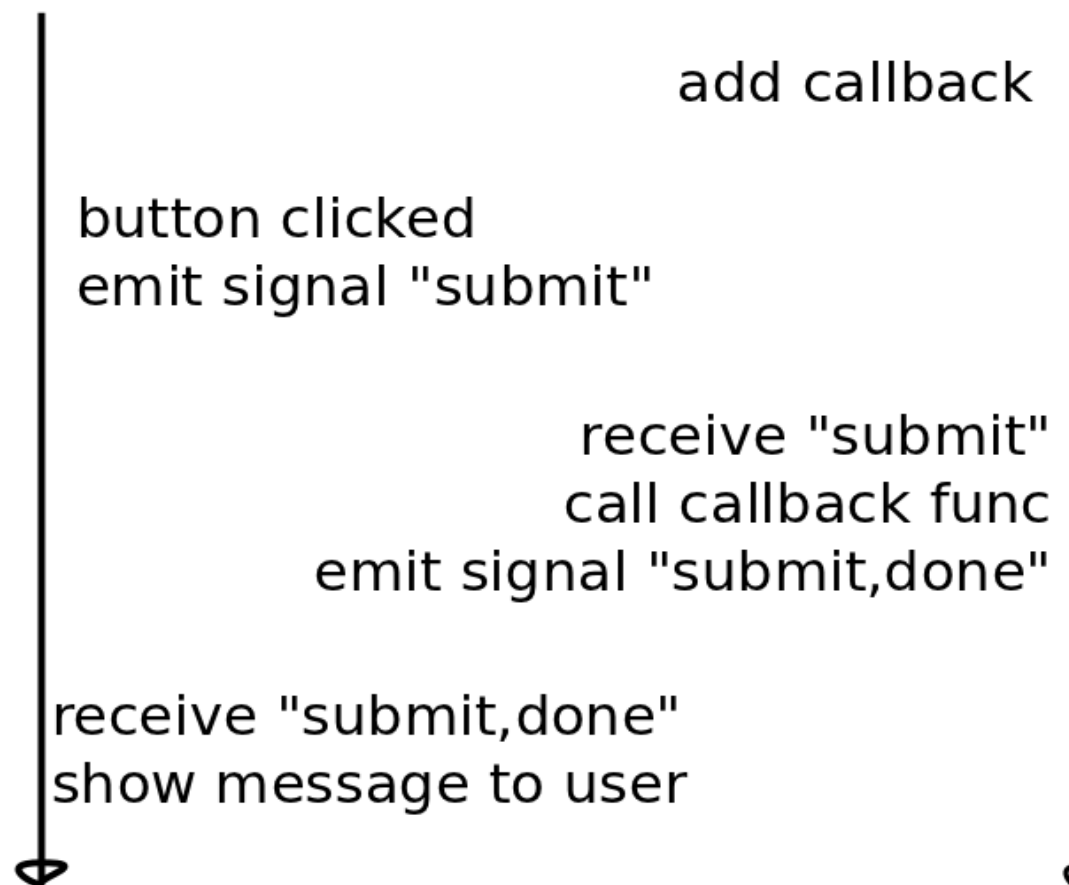 add callback
button clicked
emit signal "submit"
receive "submit"
call callback func
emit signal "submit,done"
receive "submit,done"
show message to user